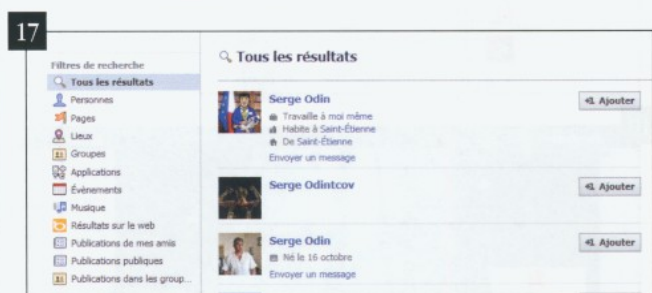 17
Filtres de recherche
Tous les résultats
Personnes
Pages
Lieux
Groupes
Applications
Évènements
Musique
Résultats sur le web
Publications de mes amis
Publications publiques
Publications dans les group...
Tous les résultats
Serge Odin
Ajouter
Travaille à moi même
Habite à Saint-Étienne
De Saint-Étienne
Envoyer un message
Serge Odintcov
Ajouter
Serge Odin
Ajouter
Né le 16 octobre
Envoyer un message